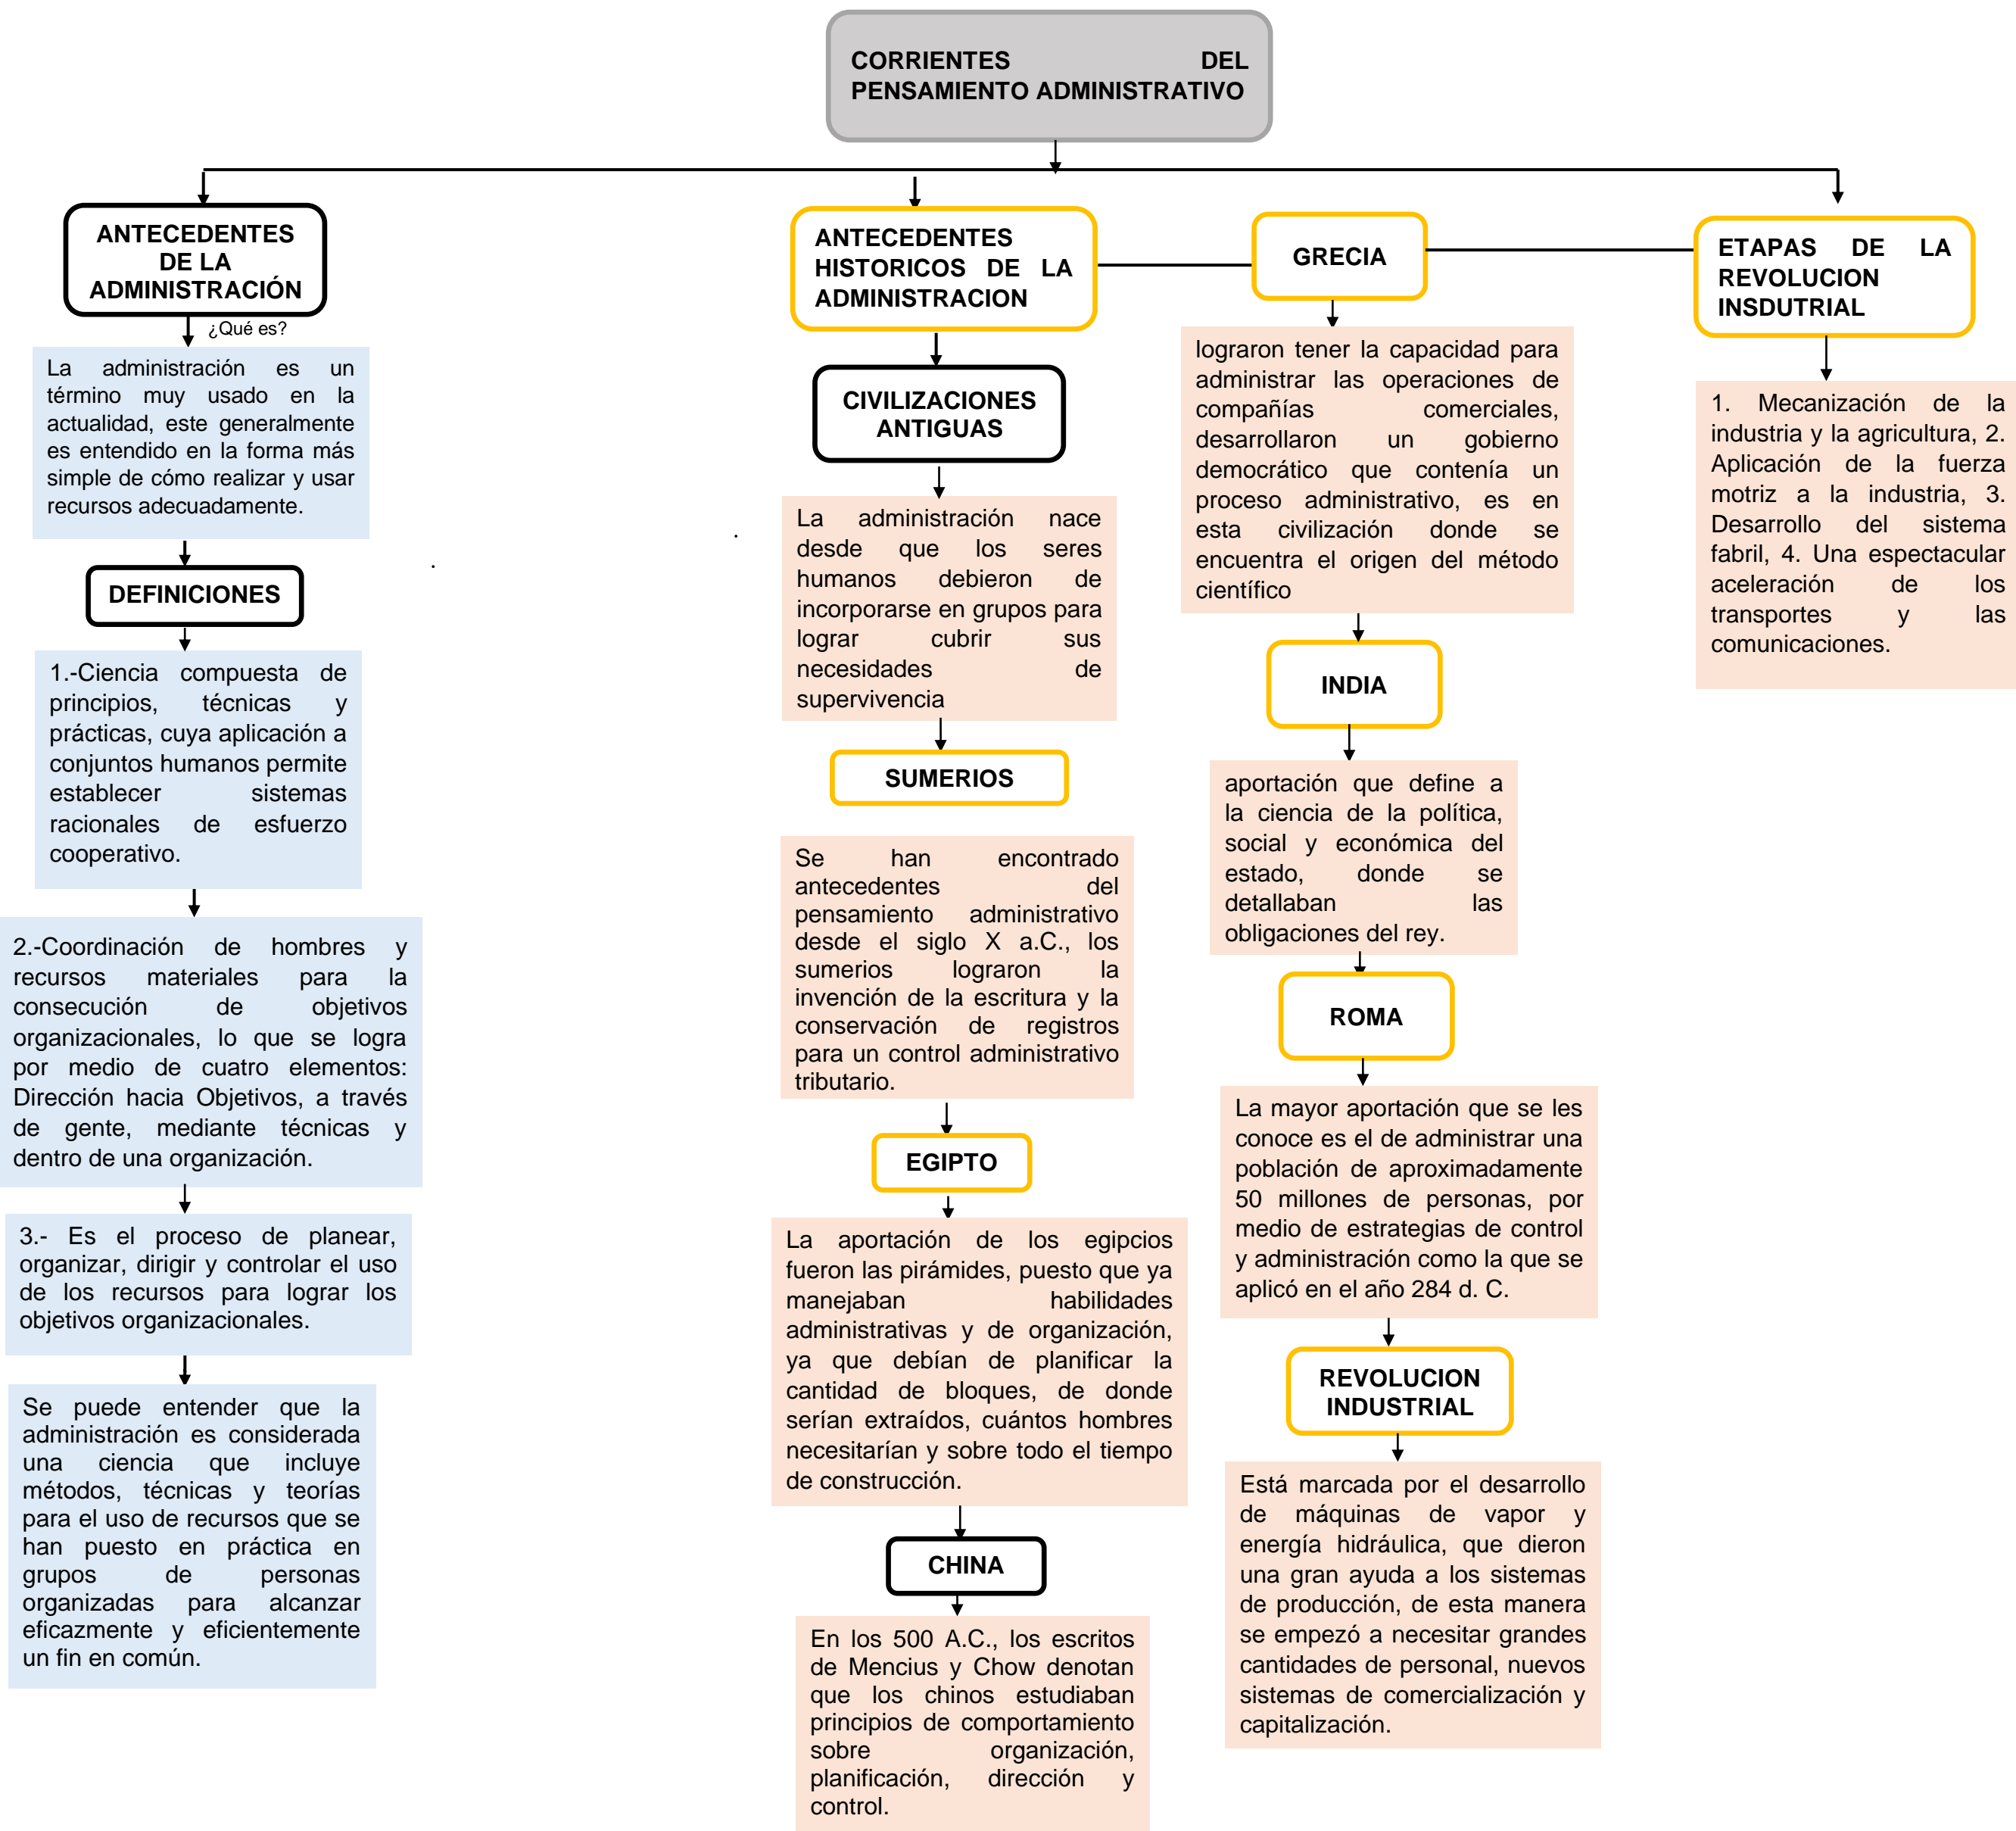 CORRIENTES DEL
PENSAMIENTO ADMINISTRATIVO
ANTECEDENTES
DE LA
ADMINISTRACIÓN
¿Qué es?
La administración es un
término muy usado en la
actualidad, este generalmente
es entendido en la forma más
simple de cómo realizar y usar
recursos adecuadamente.
DEFINICIONES
1.-Ciencia compuesta de
principios, técnicas y
prácticas, cuya aplicación a
conjuntos humanos permite
establecer sistemas
racionales de esfuerzo
cooperativo.
2.-Coordinación de hombres y
recursos materiales para la
consecución de objetivos
organizacionales, lo que se logra
por medio de cuatro elementos:
Dirección hacia Objetivos, a través
de gente, mediante técnicas y
dentro de una organización.
3.- Es el proceso de planear,
organizar, dirigir y controlar el uso
de los recursos para lograr los
objetivos organizacionales.
Se puede entender que la
administración es considerada
una ciencia que incluye
métodos, técnicas y teorías
para el uso de recursos que se
han puesto en práctica en
grupos de personas
organizadas para alcanzar
eficazmente y eficientemente
un fin en común.
ANTECEDENTES
HISTORICOS DE LA
ADMINISTRACION
CIVILIZACIONES
ANTIGUAS
La administración nace
desde que los seres
humanos debieron de
incorporarse en grupos para
lograr cubrir sus
necesidades de
supervivencia
SUMERIOS
Se han encontrado
antecedentes del
pensamiento administrativo
desde el siglo X a.C., los
sumerios lograron la
invención de la escritura y la
conservación de registros
para un control administrativo
tributario.
EGIPTO
La aportación de los egipcios
fueron las pirámides, puesto que ya
manejaban habilidades
administrativas y de organización,
ya que debían de planificar la
cantidad de bloques, de donde
serían extraídos, cuántos hombres
necesitarían y sobre todo el tiempo
de construcción.
CHINA
En los 500 A.C., los escritos
de Mencius y Chow denotan
que los chinos estudiaban
principios de comportamiento
sobre organización,
planificación, dirección y
control.
GRECIA
lograron tener la capacidad para
administrar las operaciones de
compañías comerciales,
desarrollaron un gobierno
democrático que contenía un
proceso administrativo, es en
esta civilización donde se
encuentra el origen del método
científico
INDIA
aportación que define a
la ciencia de la política,
social y económica del
estado, donde se
detallaban las
obligaciones del rey.
ROMA
La mayor aportación que se les
conoce es el de administrar una
población de aproximadamente
50 millones de personas, por
medio de estrategias de control
y administración como la que se
aplicó en el año 284 d. C.
REVOLUCION
INDUSTRIAL
Está marcada por el desarrollo
de máquinas de vapor y
energía hidráulica, que dieron
una gran ayuda a los sistemas
de producción, de esta manera
se empezó a necesitar grandes
cantidades de personal, nuevos
sistemas de comercialización y
capitalización.
ETAPAS DE LA
REVOLUCION
INSDUTRIAL
1. Mecanización de la
industria y la agricultura, 2.
Aplicación de la fuerza
motriz a la industria, 3.
Desarrollo del sistema
fabril, 4. Una espectacular
aceleración de los
transportes y las
comunicaciones.